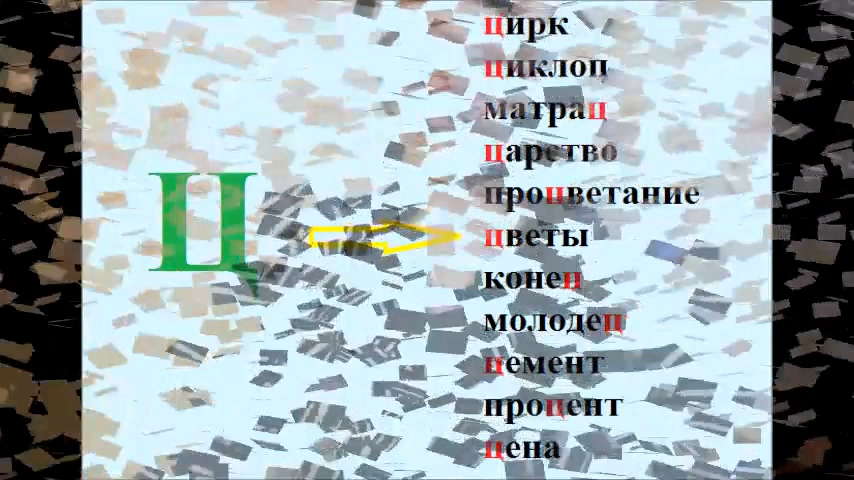 Ц
цирк
циклоп
матрац
царство
процветание
цветы
конец
молодец
цемент
процент
цена